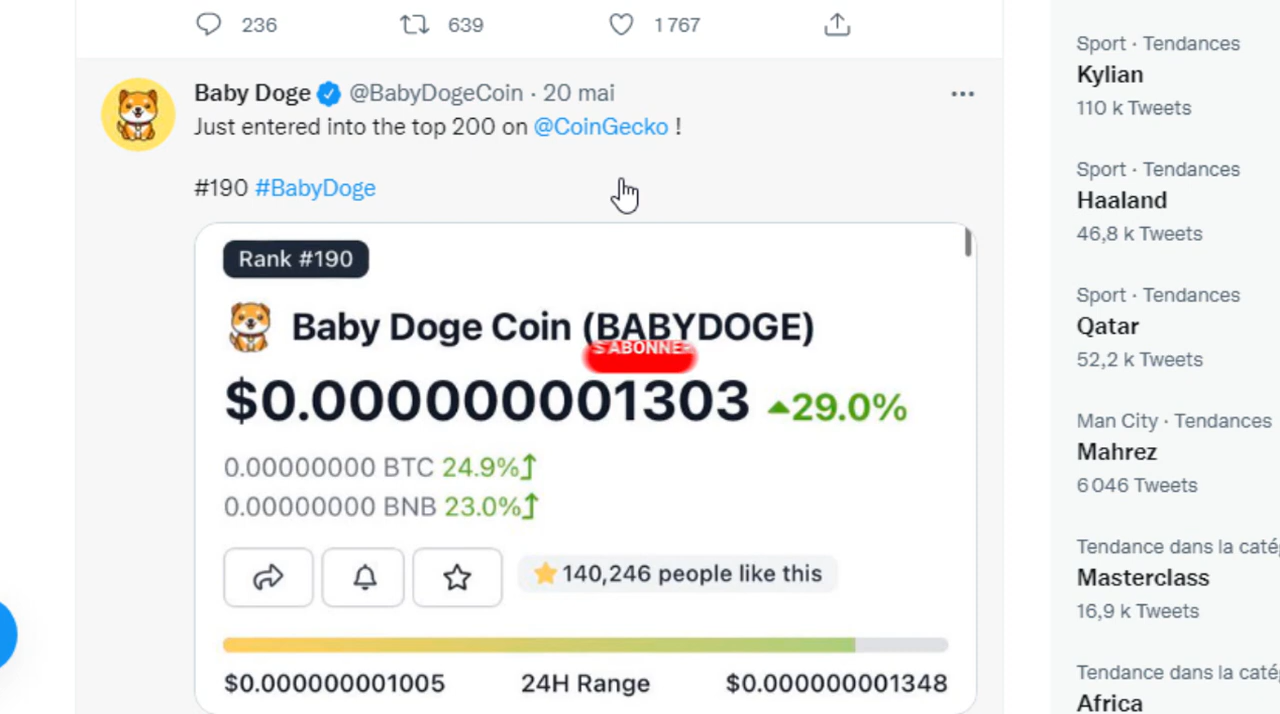 236 639 1 767
Baby Doge @BabyDogeCoin · 20 mai
Just entered into the top 200 on @CoinGecko !
#190 #BabyDoge
Rank #190
Baby Doge Coin (BABYDOGE)
S'ABONNE
$0.000000001303 29.0%
0.00000000 BTC 24.9%
0.00000000 BNB 23.0%
140,246 people like this
$0.000000001005 24H Range $0.000000001348
Sport · Tendances
Kylian
110 k Tweets
Sport · Tendances
Haaland
46,8 k Tweets
Sport · Tendances
Qatar
52,2 k Tweets
Man City · Tendances
Mahrez
6 046 Tweets
Tendance dans la caté
Masterclass
16,9 k Tweets
Tendance dans la caté
Africa